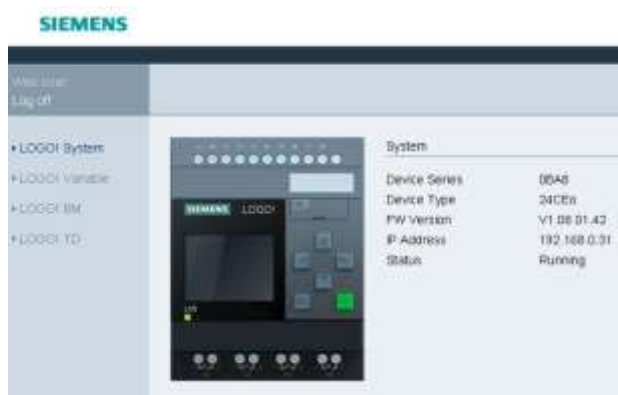 SIEMENS
Web User
Log off
LOGO! System
LOGO! Variable
LOGO! BM
LOGO! TD
SIEMENS LOGO!
System
Device Series 0BA8
Device Type 24CEo
FW Version V1.08.01.42
IP Address 192.168.0.31
Status Running